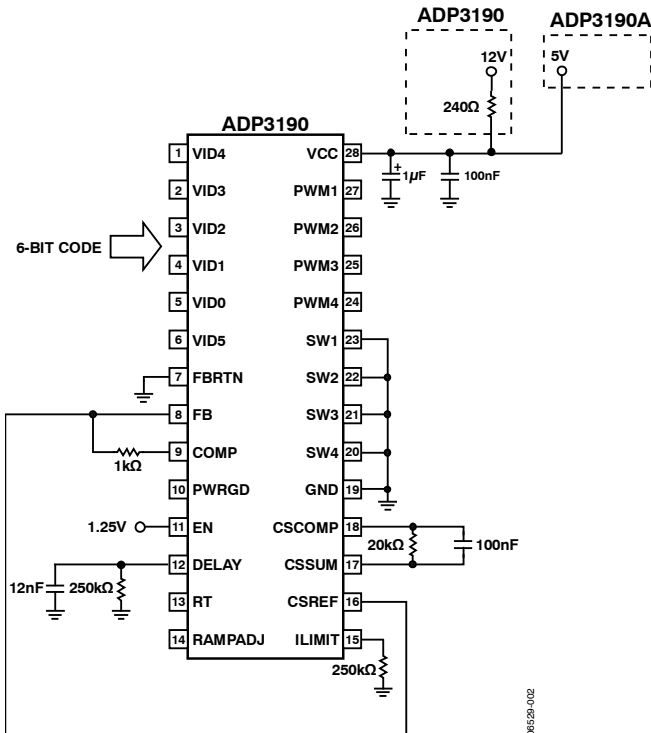 ADP3190
ADP3190A
12V
5V
240Ω
ADP3190
1 VID4 VCC 28
+
1µF
100nF
2 VID3 PWM1 27
3 VID2 PWM2 26
6-BIT CODE
4 VID1 PWM3 25
5 VID0 PWM4 24
6 VID5 SW1 23
7 FBRTN SW2 22
8 FB SW3 21
9 COMP SW4 20
1kΩ
10 PWRGD GND 19
1.25V
11 EN CSCOMP 18
20kΩ
100nF
12 DELAY CSSUM 17
12nF
250kΩ
13 RT CSREF 16
14 RAMPADJ ILIMIT 15
250kΩ
06529-002